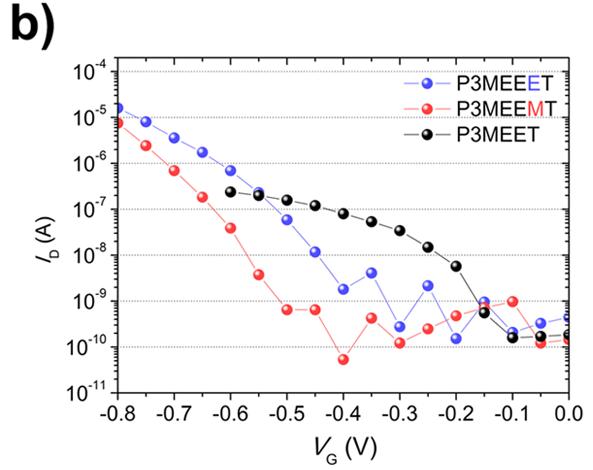 b)
10⁻⁴
10⁻⁵
10⁻⁶
10⁻⁷
10⁻⁸
10⁻⁹
10⁻¹⁰
10⁻¹¹
I_D (A)
P3MEEET
P3MEEMT
P3MEET
-0.8 -0.7 -0.6 -0.5 -0.4 -0.3 -0.2 -0.1 0.0
V_G (V)